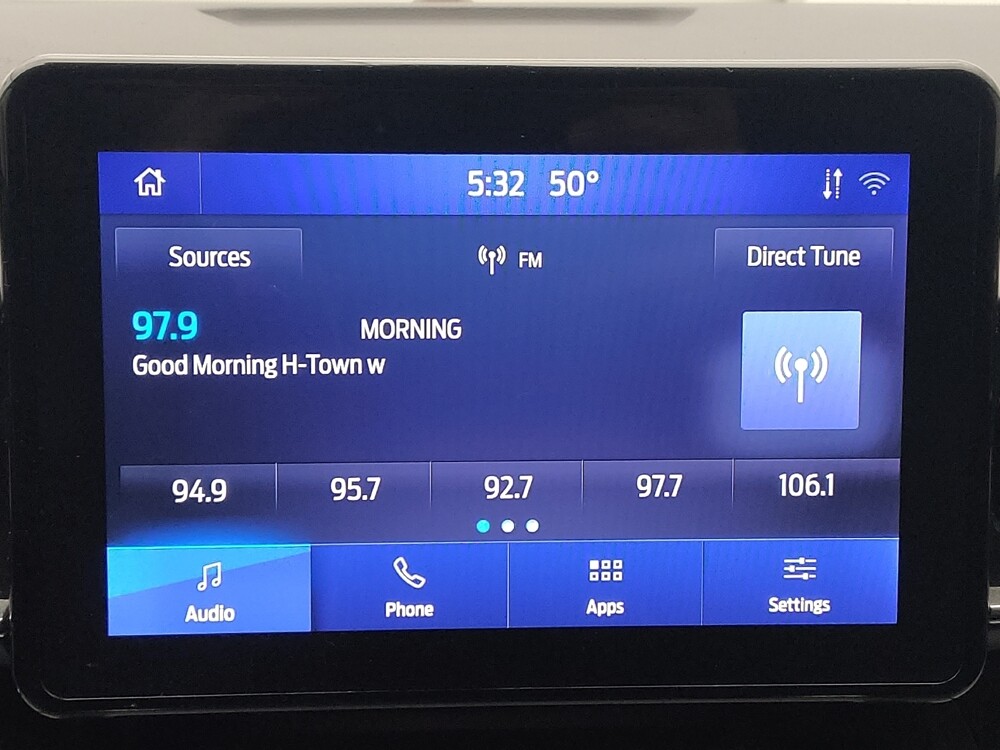 5:32 50°
Sources FM Direct Tune
97.9 MORNING
Good Morning H-Town w
94.9 95.7 92.7 97.7 106.1
Audio Phone Apps Settings